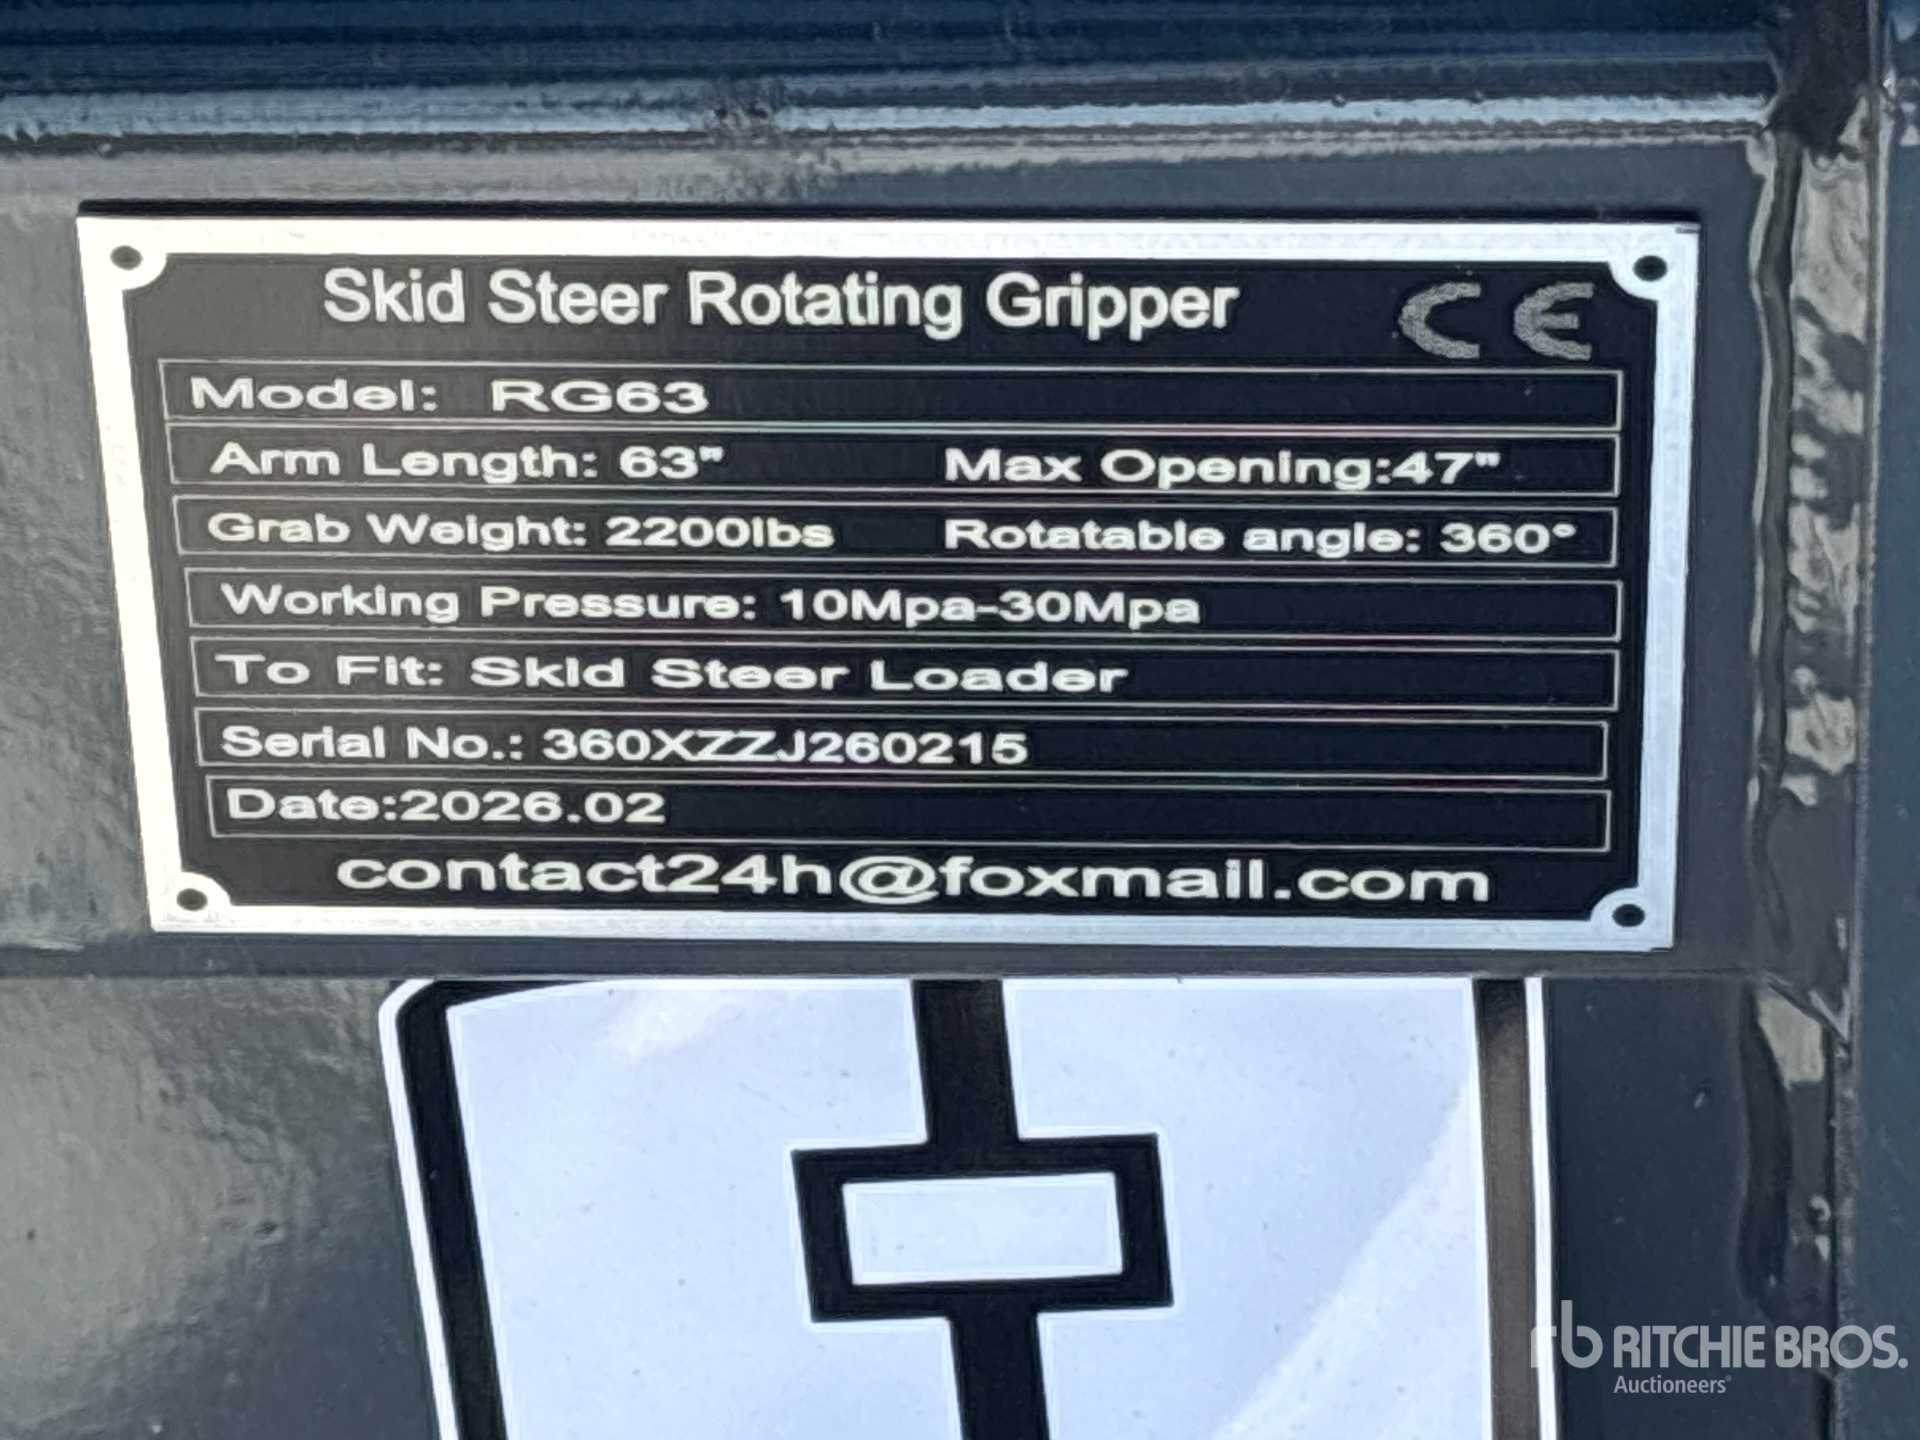 Skid Steer Rotating Gripper CE
Model: RG63
Arm Length: 63" Max Opening:47"
Grab Weight: 2200lbs Rotatable angle: 360°
Working Pressure: 10Mpa-30Mpa
To Fit: Skid Steer Loader
Serial No.: 360XZZJ260215
Date:2026.02
contact24h@foxmail.com
rb RITCHIE BROS.
Auctioneers®